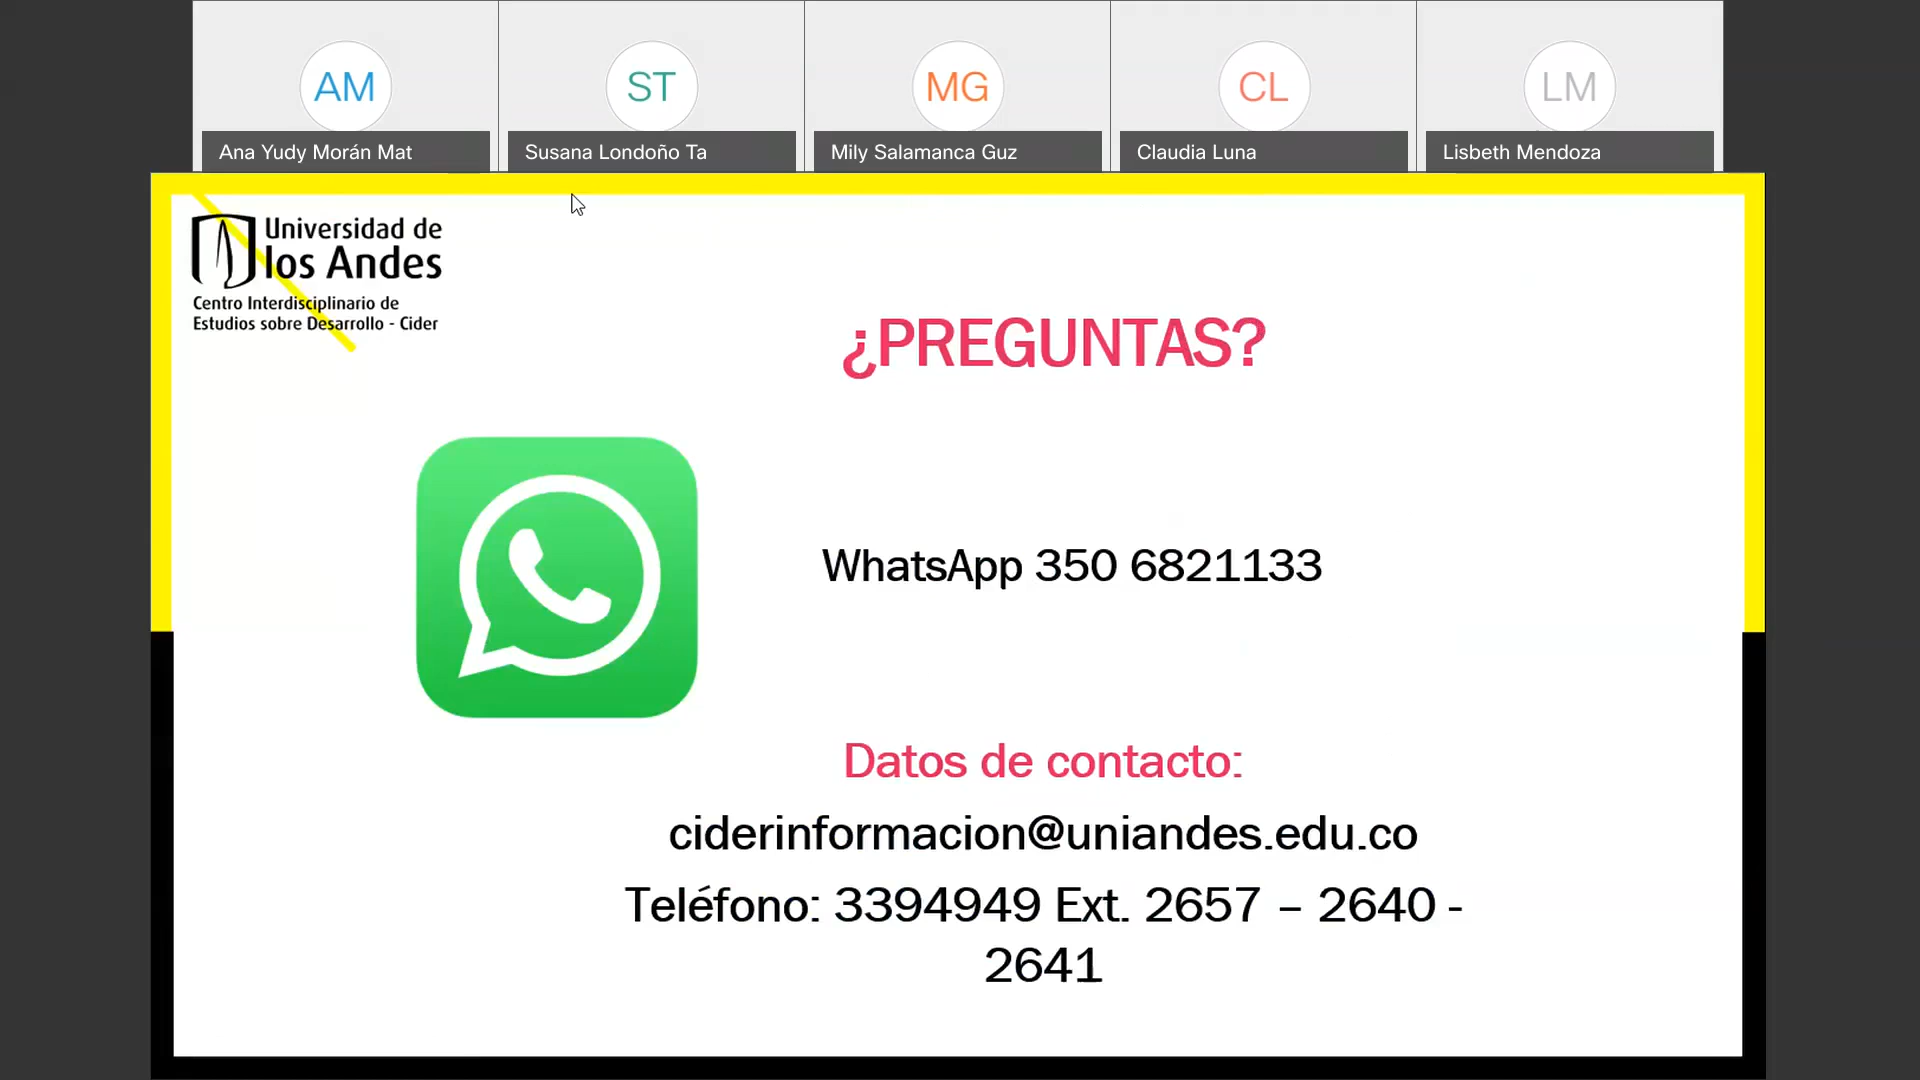 AM
ST
MG
CL
LM
Ana Yudy Morán Mat
Susana Londoño Ta
Mily Salamanca Guz
Claudia Luna
Lisbeth Mendoza
Universidad de
los Andes
Centro Interdisciplinario de
Estudios sobre Desarrollo - Cider
¿PREGUNTAS?
WhatsApp 350 6821133
Datos de contacto:
ciderinformacion@uniandes.edu.co
Teléfono: 3394949 Ext. 2657 – 2640 -
2641